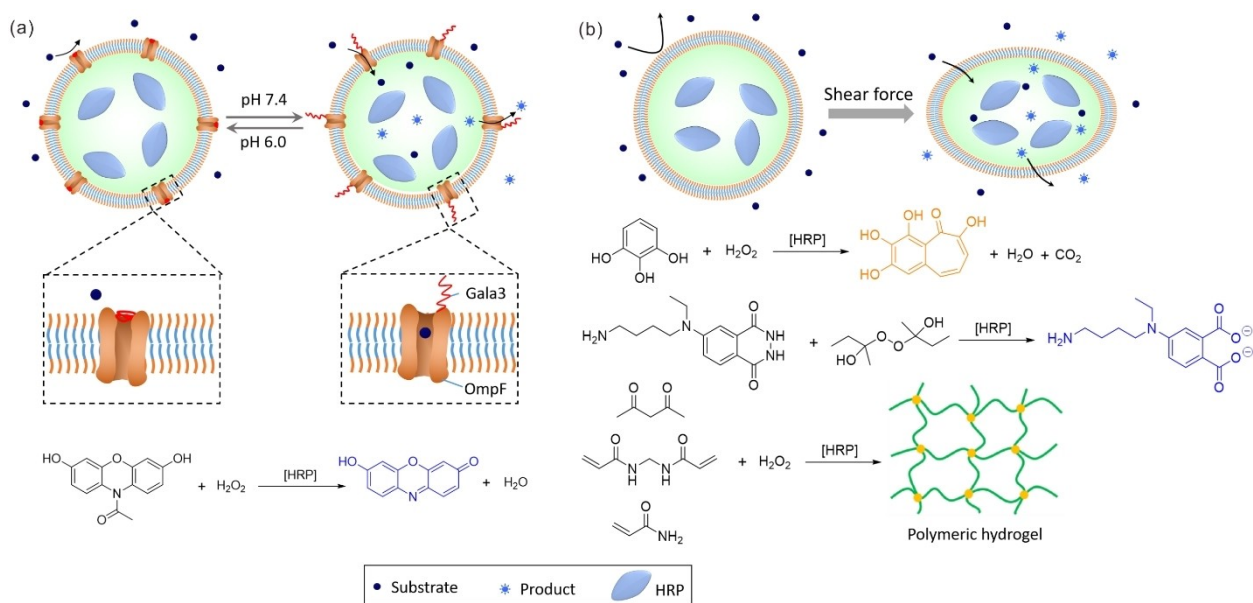 (a)
pH 7.4
pH 6.0
Gala3
OmpF
HO
O
OH
N
O
+ H₂O₂
[HRP]
HO
O
O
N
+ H₂O
(b)
Shear force
HO
OH
OH
+ H₂O₂
[HRP]
OH
OH
O
OH
HO
HO
+ H₂O + CO₂
H₂N
N
O
NH
NH
O
+
OH
O
O
HO
[HRP]
H₂N
N
O
O⊖
O⊖
O
O O
O O
N
H
N
H
+ H₂O₂
[HRP]
O
NH₂
Polymeric hydrogel
Substrate
Product
HRP